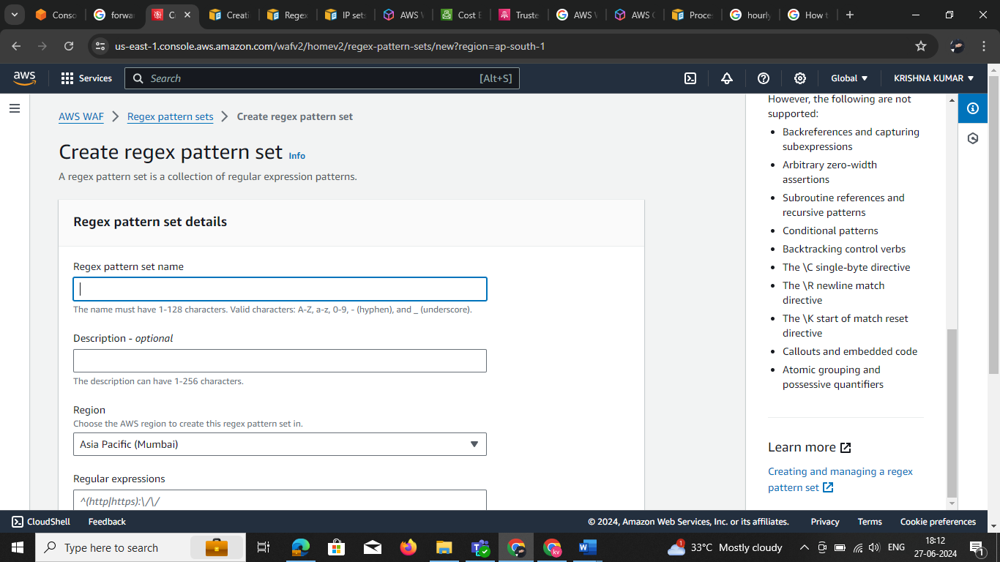 Conso
forwa
C
Creati
Regex
IP sets
AWS
Cost E
Truste
AWS
AWS
Proce
hourly
How t
us-east-1.console.aws.amazon.com/wafv2/homev2/regex-pattern-sets/new?region=ap-south-1
aws
Services
Search
[Alt+S]
Global
KRISHNA KUMAR
AWS WAF
Regex pattern sets
Create regex pattern set
Create regex pattern set Info
A regex pattern set is a collection of regular expression patterns.
Regex pattern set details
Regex pattern set name
The name must have 1-128 characters. Valid characters: A-Z, a-z, 0-9, - (hyphen), and _ (underscore).
Description - optional
The description can have 1-256 characters.
Region
Choose the AWS region to create this regex pattern set in.
Asia Pacific (Mumbai)
Regular expressions
^(http|https):\/\/
However, the following are not
supported:
• Backreferences and capturing
subexpressions
• Arbitrary zero-width
assertions
• Subroutine references and
recursive patterns
• Conditional patterns
• Backtracking control verbs
• The \C single-byte directive
• The \R newline match
directive
• The \K start of match reset
directive
• Callouts and embedded code
• Atomic grouping and
possessive quantifiers
Learn more
Creating and managing a regex
pattern set
CloudShell
Feedback
© 2024, Amazon Web Services, Inc. or its affiliates.
Privacy
Terms
Cookie preferences
Type here to search
1
33°C Mostly cloudy
ENG
18:12
27-06-2024
1